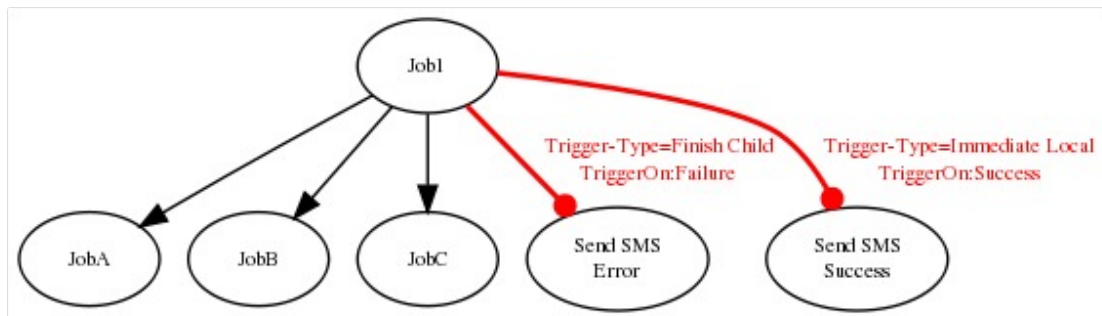 Job1
Trigger-Type=Finish Child
TriggerOn:Failure
Trigger-Type=Immediate Local
TriggerOn:Success
JobA
JobB
JobC
Send SMS
Error
Send SMS
Success